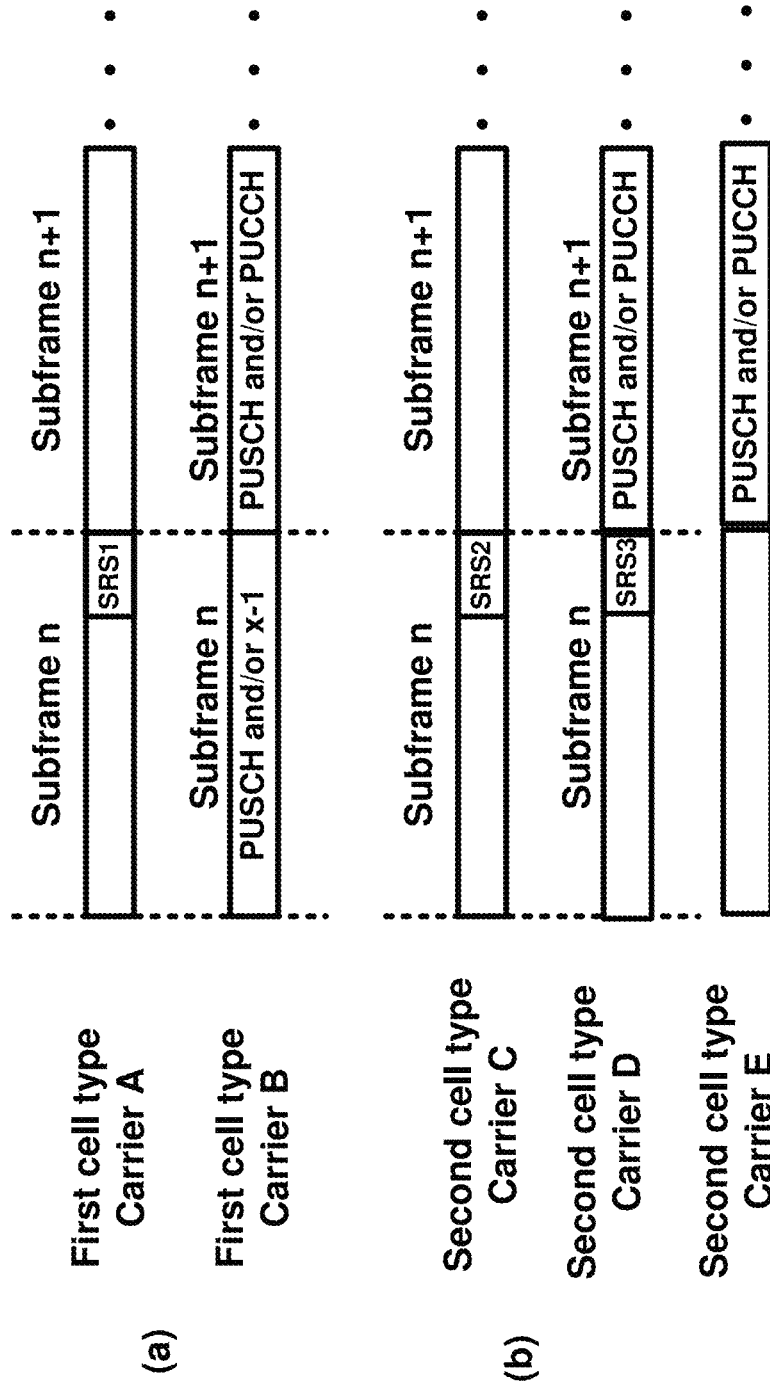 (a)
First cell type
Carrier A
Subframe n
Subframe n+1
SRS1
First cell type
Carrier B
Subframe n
Subframe n+1
PUSCH and/or x-1
PUSCH and/or PUCCH
(b)
Second cell type
Carrier C
Subframe n
Subframe n+1
SRS2
Second cell type
Carrier D
Subframe n
Subframe n+1
SRS3
PUSCH and/or PUCCH
Second cell type
Carrier E
PUSCH and/or PUCCH